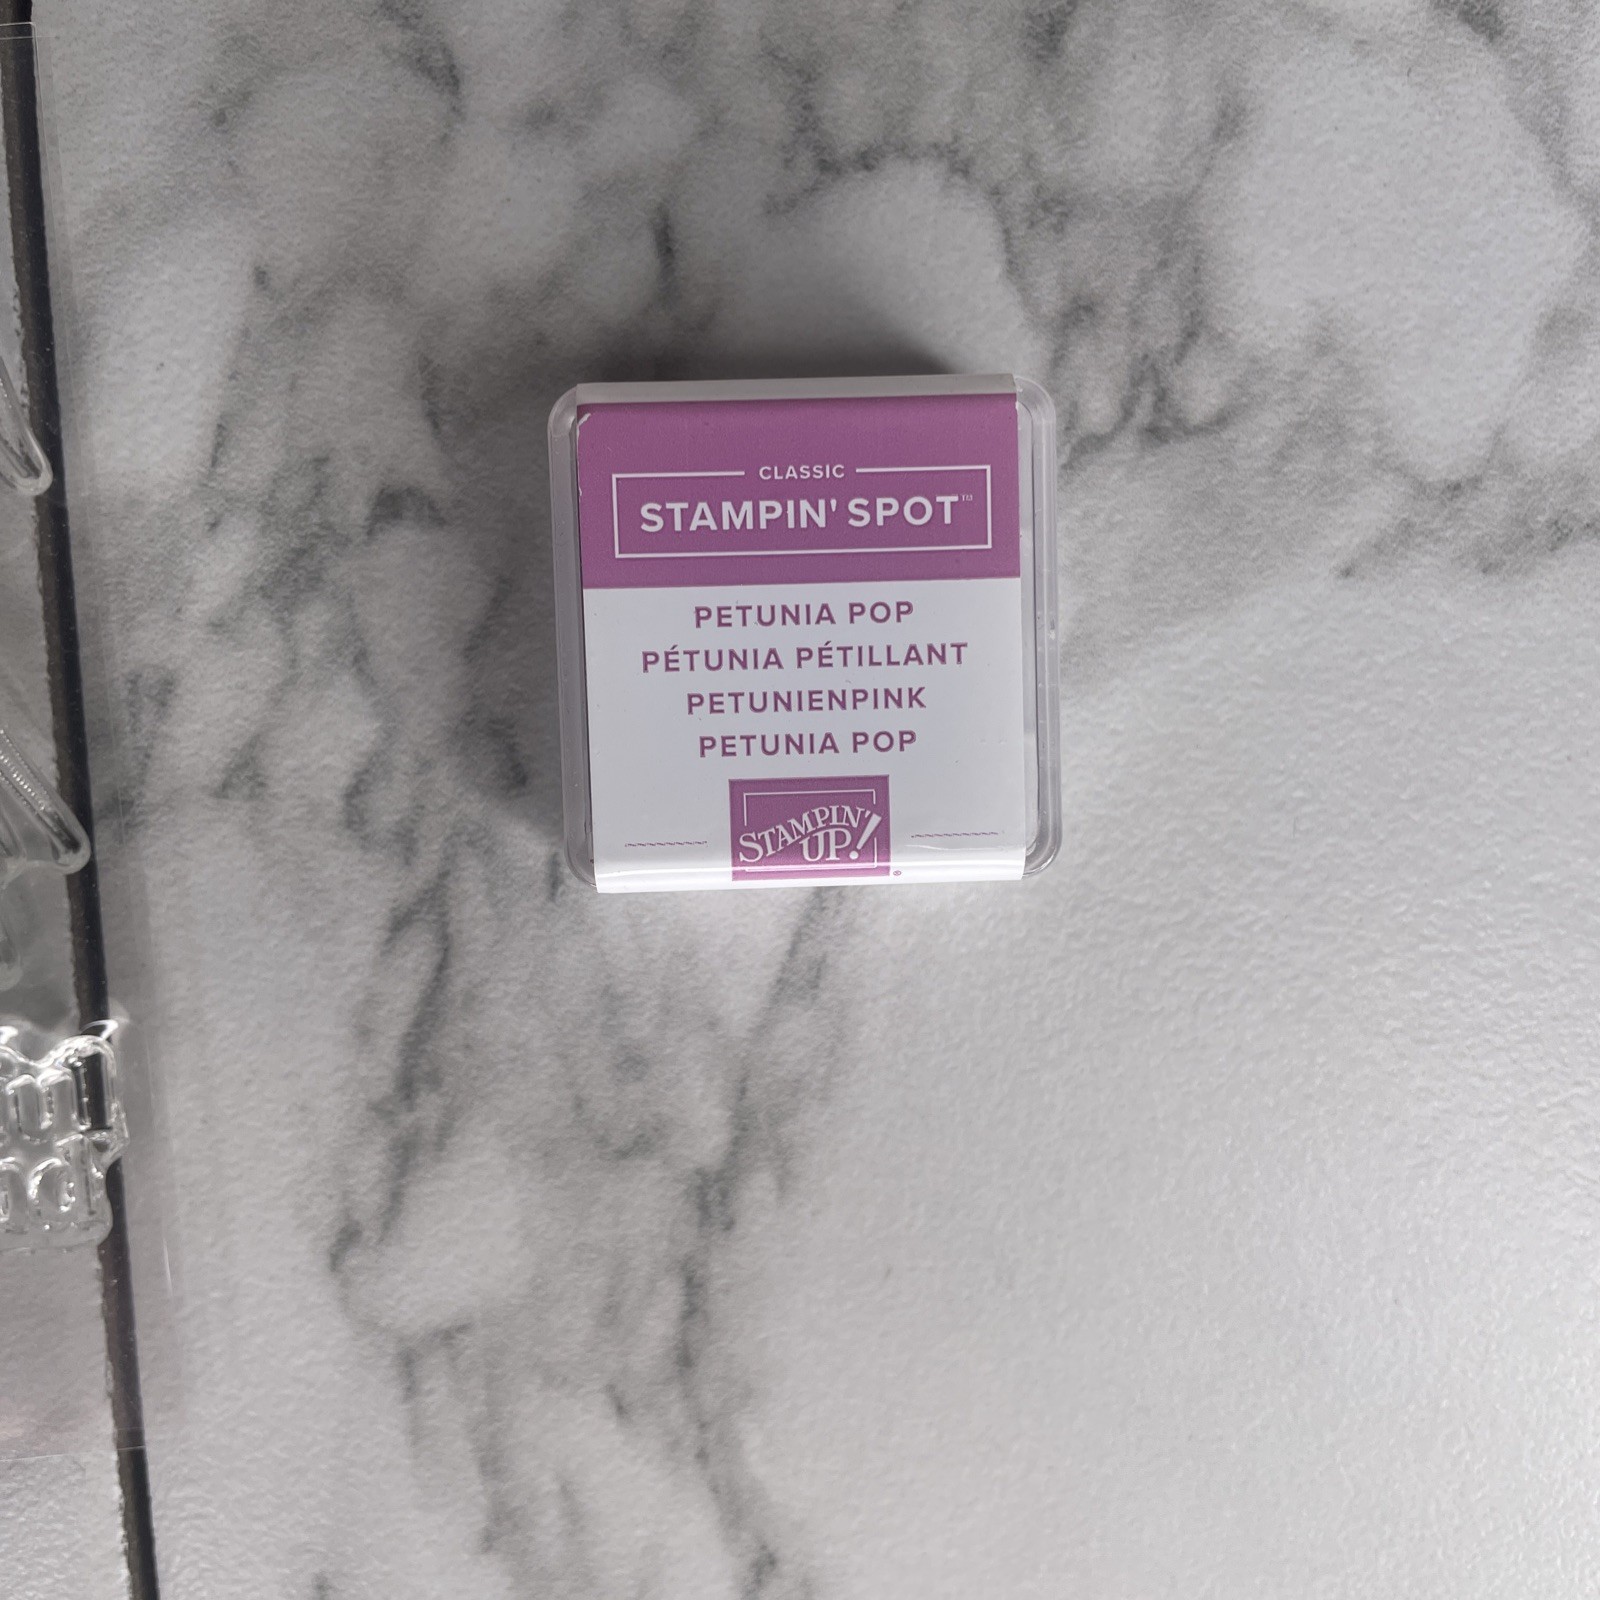 CLASSIC
STAMPIN' SPOT™
PETUNIA POP
PÉTUNIA PÉTILLANT
PETUNIENPINK
PETUNIA POP
STAMPIN'
UP!®